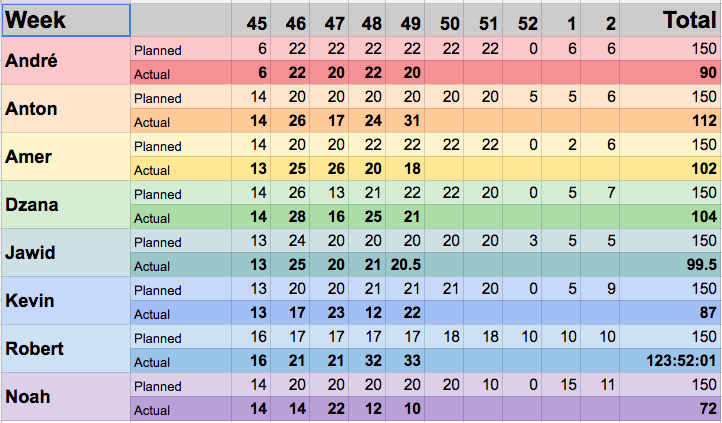 Week 45 46 47 48 49 50 51 52 1 2 Total
André Planned 6 22 22 22 22 22 22 0 6 6 150
Actual 6 22 20 22 20 90
Anton Planned 14 20 20 20 20 20 20 5 5 6 150
Actual 14 26 17 24 31 112
Amer Planned 14 20 20 22 22 22 22 0 2 6 150
Actual 13 25 26 20 18 102
Dzana Planned 14 26 13 21 22 22 20 0 5 7 150
Actual 14 28 16 25 21 104
Jawid Planned 13 24 20 20 20 20 20 3 5 5 150
Actual 13 25 20 21 20.5 99.5
Kevin Planned 13 20 20 21 21 21 20 0 5 9 150
Actual 13 17 23 12 22 87
Robert Planned 16 17 17 17 17 18 18 10 10 10 150
Actual 16 21 21 32 33 123:52:01
Noah Planned 14 20 20 20 20 20 10 0 15 11 150
Actual 14 14 22 12 10 72